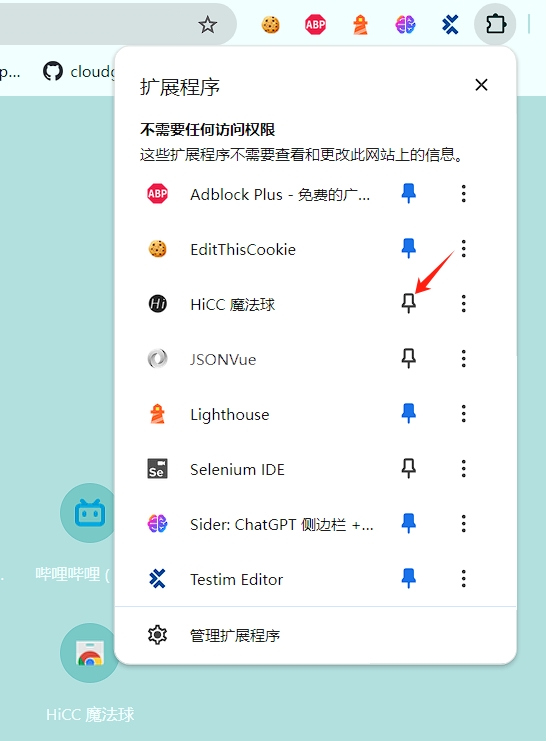 ABP
p...
cloudg
扩展程序
不需要任何访问权限
这些扩展程序不需要查看和更改此网站上的信息。
ABP
Adblock Plus - 免费的广...
EditThisCookie
Hi
HiCC 魔法球
JSONVue
Lighthouse
Se
Selenium IDE
Sider: ChatGPT 侧边栏 +...
Testim Editor
管理扩展程序
哔哩哔哩 (
HiCC 魔法球